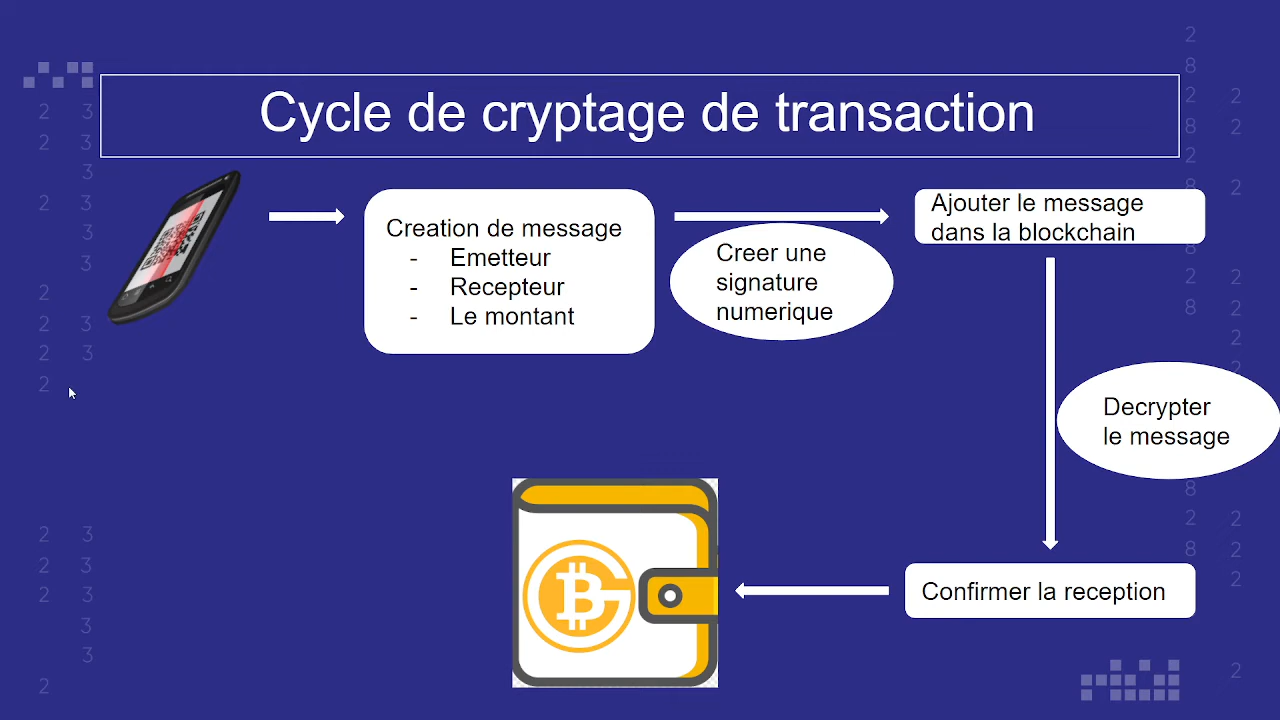 Cycle de cryptage de transaction
Creation de message
- Emetteur
- Recepteur
- Le montant
Creer une
signature
numerique
Ajouter le message
dans la blockchain
Decrypter
le message
Confirmer la reception